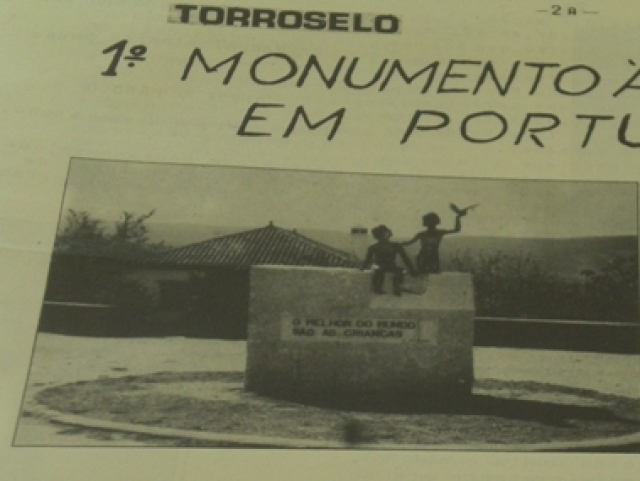 TORROSELO
— 2 A —
1º MONUMENTO À
EM PORTU
O MELHOR DO MUNDO
SÃO AS CRIANÇAS